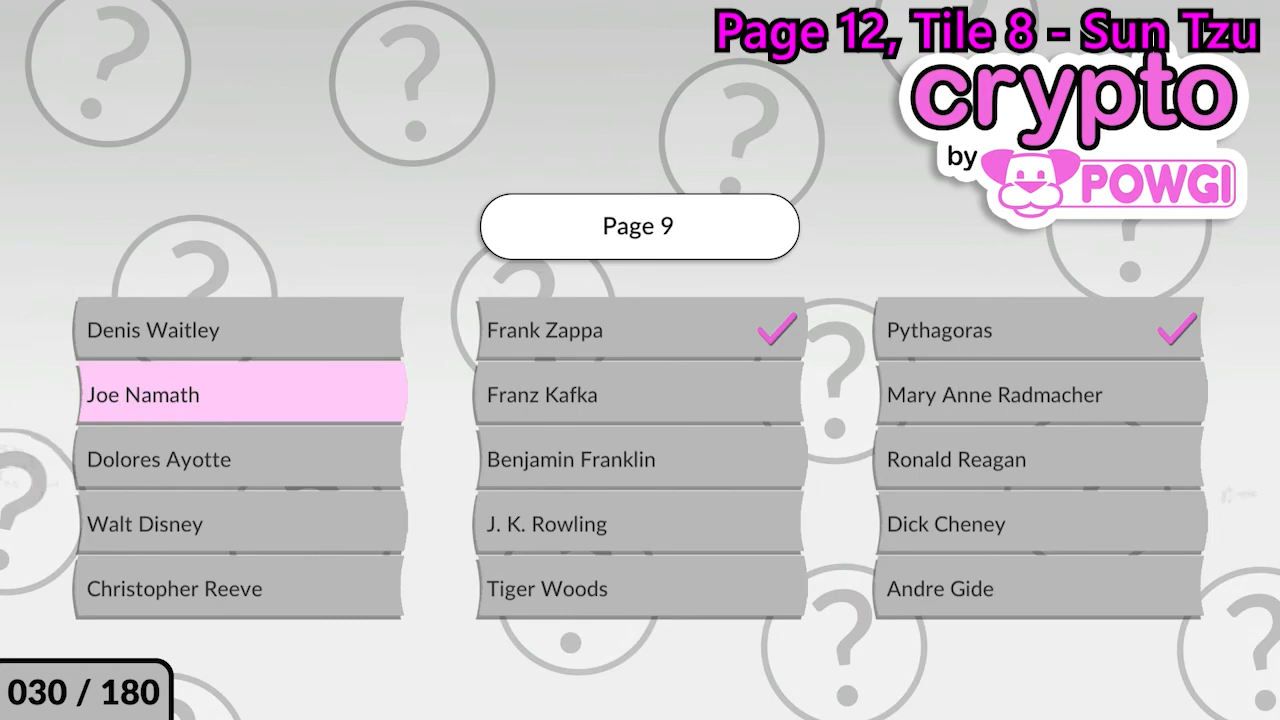 Page 12, Tile 8 - Sun Tzu
crypto
by POWGI
Page 9
Denis Waitley
Frank Zappa
Pythagoras
Joe Namath
Franz Kafka
Mary Anne Radmacher
Dolores Ayotte
Benjamin Franklin
Ronald Reagan
Walt Disney
J. K. Rowling
Dick Cheney
Christopher Reeve
Tiger Woods
Andre Gide
030 / 180